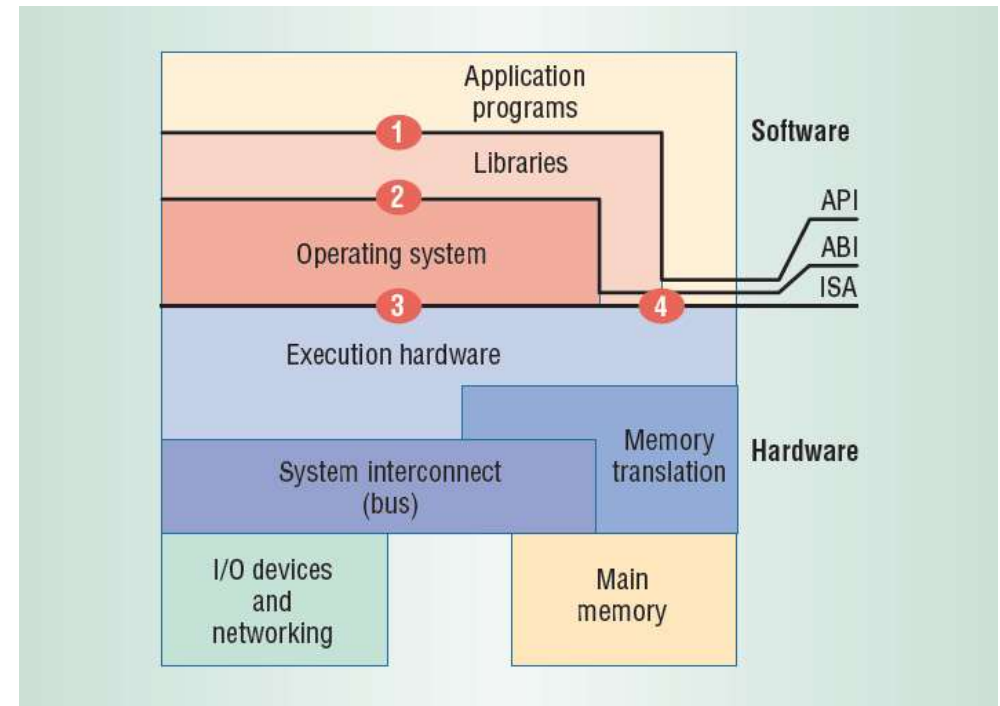 Application
programs
1
Software
Libraries
2
API
Operating system
ABI
ISA
3
4
Execution hardware
Memory
translation
Hardware
System interconnect
(bus)
I/O devices
and
networking
Main
memory